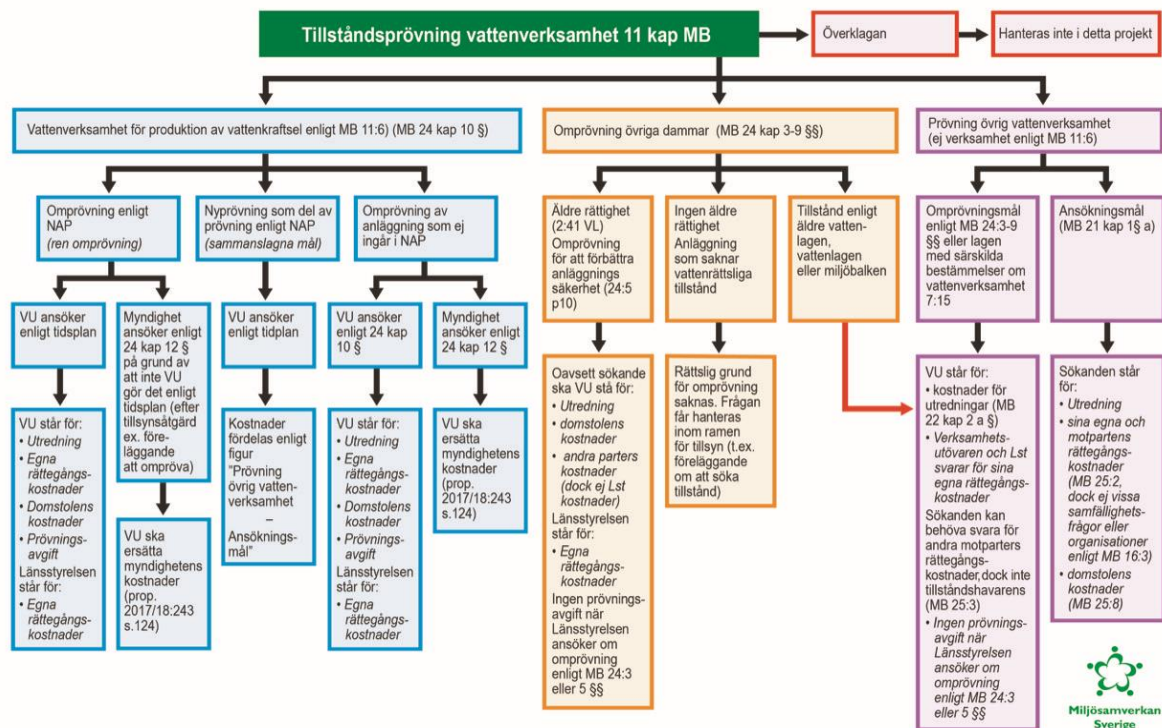 Tillståndsprövning vattenverksamhet 11 kap MB
Överklagan
Hanteras inte i detta projekt
Vattenverksamhet för produktion av vattenkraftsel enligt MB 11:6) (MB 24 kap 10 §)
Omprövning övriga dammar (MB 24 kap 3-9 §§)
Prövning övrig vattenverksamhet
(ej verksamhet enligt MB 11:6)
Omprövning enligt
NAP
(ren omprövning)
Nyprövning som del av
prövning enligt NAP
(sammanslagna mål)
Omprövning av
anläggning som ej
ingår i NAP
Äldre rättighet
(2:41 VL)
Omprövning
för att förbättra
anläggnings
säkerhet (24:5
p10)
Ingen äldre
rättighet
Anläggning
som saknar
vattenrättsliga
tillstånd
Tillstånd enligt
äldre vatten-
lagen,
vattenlagen
eller miljöbalken
Omprövningsmål
enligt MB 24:3-9
§§ eller lagen
med särskilda
bestämmelser om
vattenverksamhet
7:15
Ansökningsmål
(MB 21 kap 1§ a)
VU ansöker
enligt tidsplan
Myndighet
ansöker enligt
24 kap 12 §
på grund av
att inte VU
gör det enligt
tidsplan (efter
tillsynsåtgärd
ex. före-
läggande
att ompröva)
VU ansöker
enligt tidplan
VU ansöker
enligt 24 kap
10 §
Myndighet
ansöker enligt
24 kap 12 §
VU står för:
• Utredning
• Egna
rättegångs-
kostnader
• Domstolens
kostnader
• Prövnings-
avgift
Länsstyrelsen
står för:
• Egna
rättegångs-
kostnader
VU ska
ersätta
myndighetens
kostnader
(prop.
2017/18:243
s.124)
Kostnader
fördelas enligt
figur
"Prövning
övrig vatten-
verksamhet
–
Ansöknings-
mål"
VU står för:
• Utredning
• Egna
rättegångs-
kostnader
• Domstolens
kostnader
• Prövnings-
avgift
Länsstyrelsen
står för:
• Egna
rättegångs-
kostnader
VU ska
ersätta
myndighetens
kostnader
(prop.
2017/18:243
s.124)
Oavsett sökande
ska VU stå för:
• Utredning
• domstolens
kostnader
• andra parters
kostnader
(dock ej Lst
kostnader)
Länsstyrelsen
står för:
• Egna
rättegångs-
kostnader
Ingen prövnings-
avgift när
Länsstyrelsen
ansöker om
omprövning
enligt MB 24:3
eller 5 §§
Rättslig grund
för omprövning
saknas. Frågan
får hanteras
inom ramen
för tillsyn (t.ex.
föreläggande
om att söka
tillstånd)
VU står för:
• kostnader för
utredningar (MB
22 kap 2 a §)
• Verksamhets-
utövaren och Lst
svarar för sina
egna rättegångs-
kostnader
Sökanden kan
behöva svara för
andra motparters
rättegångs-
kostnader,dock inte
tillståndshavarens
(MB 25:3)
• Ingen prövnings-
avgift när
Länsstyrelsen
ansöker om
omprövning
enligt MB 24:3
eller 5 §§
Sökanden står
för:
• Utredning
• sina egna och
motpartens
rättegångs-
kostnader
(MB 25:2,
dock ej vissa
samfällighets-
frågor eller
organisationer
enligt MB 16:3)
• domstolens
kostnader
(MB 25:8)
Miljösamverkan
Sverige